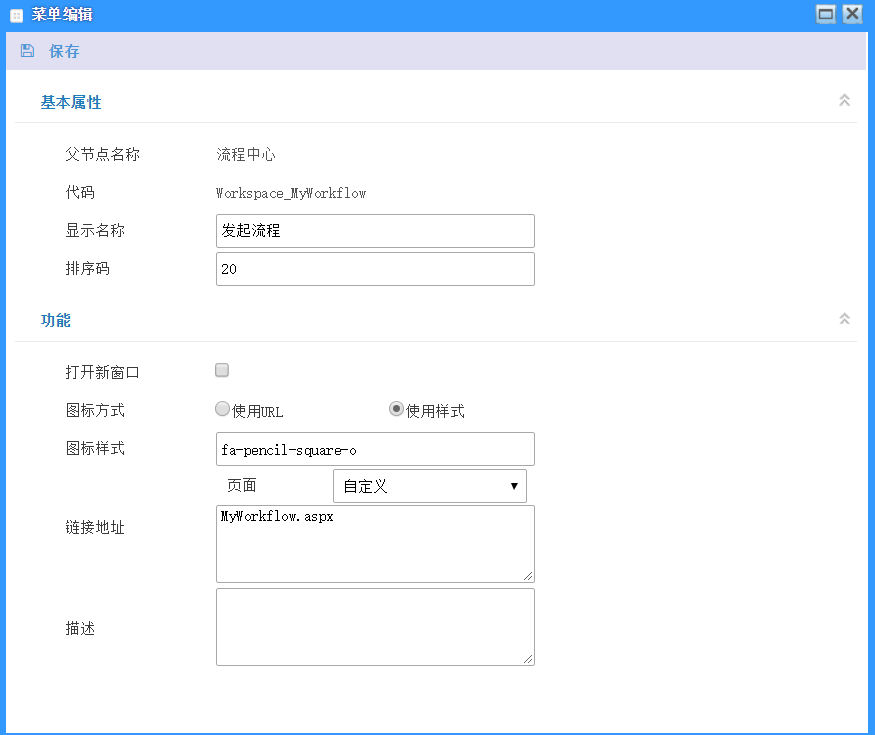 菜单编辑
保存
基本属性
父节点名称 流程中心
代码 Workspace_MyWorkflow
显示名称 发起流程
排序码 20
功能
打开新窗口
图标方式 使用URL 使用样式
图标样式 fa-pencil-square-o
页面 自定义
链接地址 MyWorkflow.aspx
描述